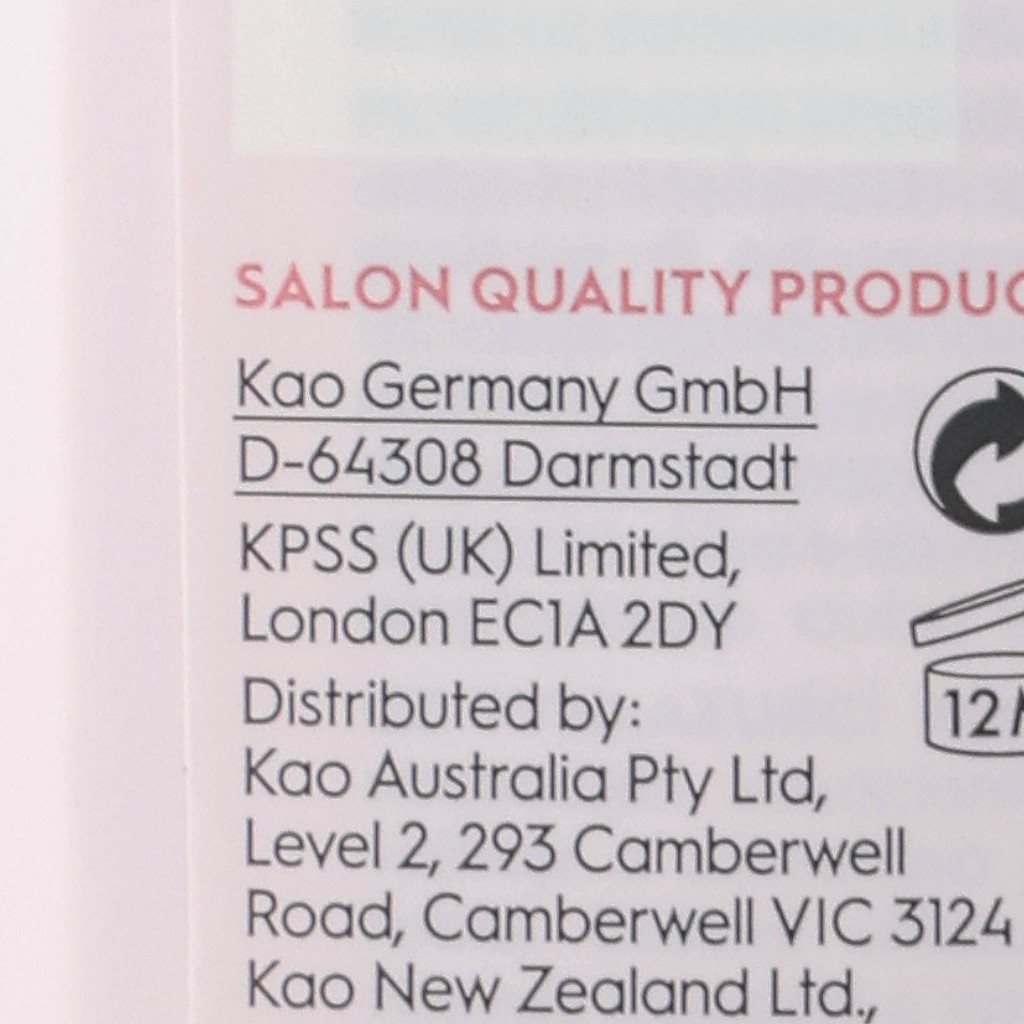 SALON QUALITY PRODUC
Kao Germany GmbH
D-64308 Darmstadt
KPSS (UK) Limited,
London EC1A 2DY
Distributed by:
Kao Australia Pty Ltd,
Level 2, 293 Camberwell
Road, Camberwell VIC 3124
Kao New Zealand Ltd.,
12